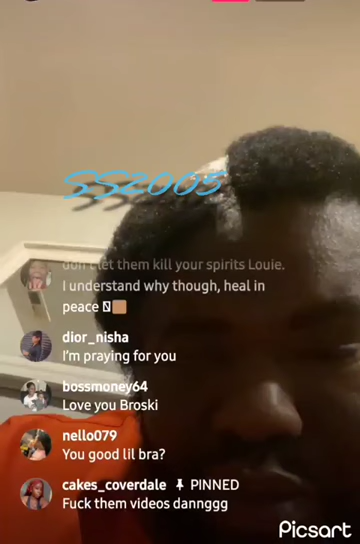 SS2005
don't let them kill your spirits Louie.
I understand why though, heal in
peace
dior_nisha
I'm praying for you
bossmoney64
Love you Broski
nello079
You good lil bra?
cakes_coverdale PINNED
Fuck them videos dannggg
Picsart